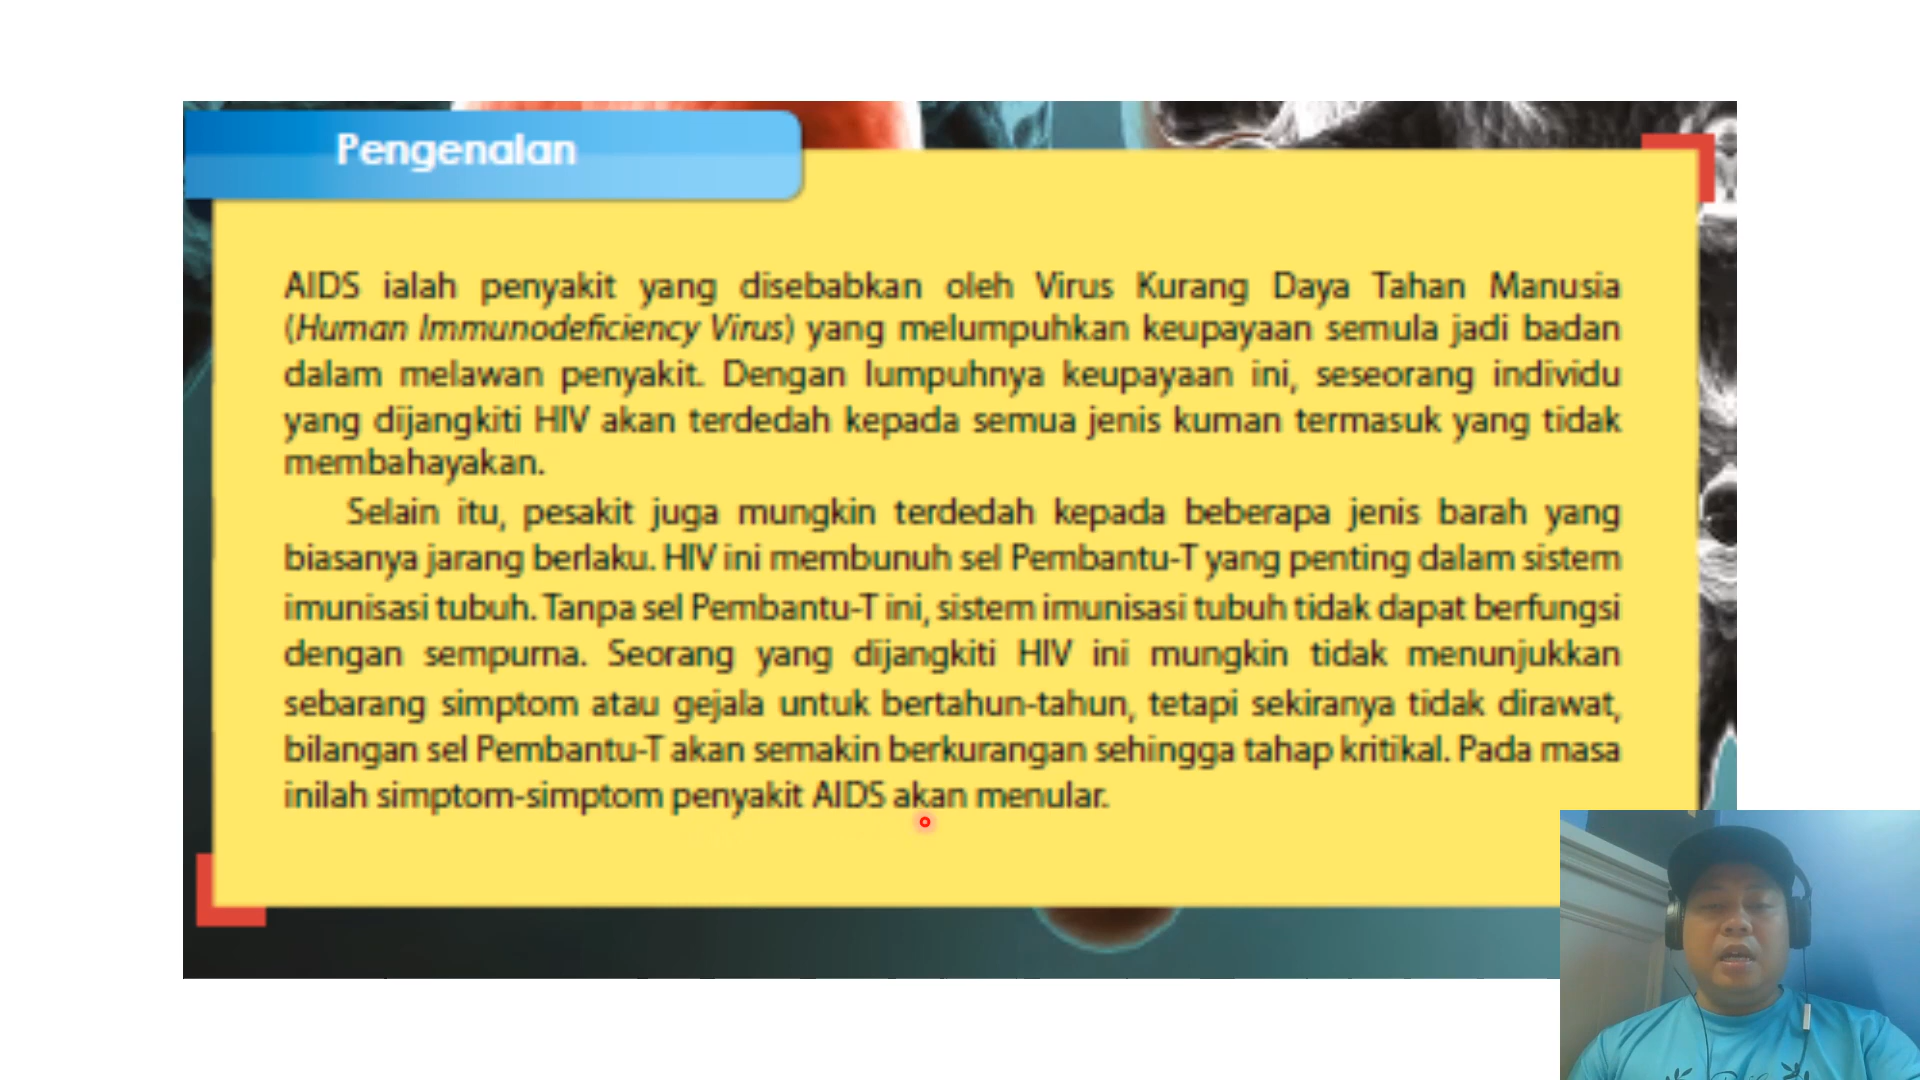 Pengenalan
AIDS ialah penyakit yang disebabkan oleh Virus Kurang Daya Tahan Manusia
(Human Immunodeficiency Virus) yang melumpuhkan keupayaan semula jadi badan
dalam melawan penyakit. Dengan lumpuhnya keupayaan ini, seseorang individu
yang dijangkiti HIV akan terdedah kepada semua jenis kuman termasuk yang tidak
membahayakan.
Selain itu, pesakit juga mungkin terdedah kepada beberapa jenis barah yang
biasanya jarang berlaku. HIV ini membunuh sel Pembantu-T yang penting dalam sistem
imunisasi tubuh. Tanpa sel Pembantu-T ini, sistem imunisasi tubuh tidak dapat berfungsi
dengan sempurna. Seorang yang dijangkiti HIV ini mungkin tidak menunjukkan
sebarang simptom atau gejala untuk bertahun-tahun, tetapi sekiranya tidak dirawat,
bilangan sel Pembantu-T akan semakin berkurangan sehingga tahap kritikal. Pada masa
inilah simptom-simptom penyakit AIDS akan menular.